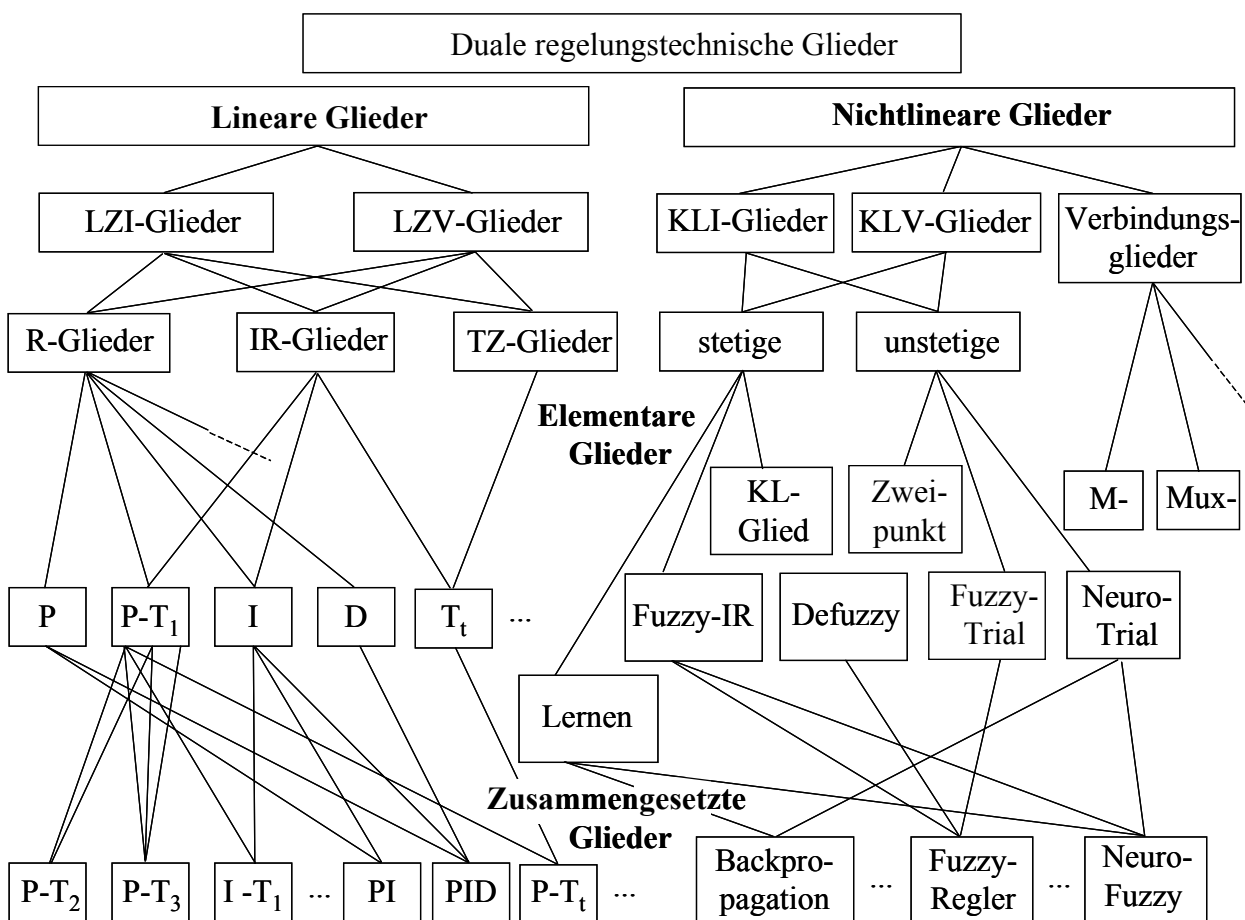 Duale regelungstechnische Glieder
Lineare Glieder
Nichtlineare Glieder
LZI-Glieder
LZV-Glieder
KLI-Glieder
KLV-Glieder
Verbindungs-
glieder
R-Glieder
IR-Glieder
TZ-Glieder
stetige
unstetige
Elementare
Glieder
KL-
Glied
Zwei-
punkt
M-
Mux-
P
P-T₁
I
D
Tₜ
...
Fuzzy-IR
Defuzzy
Fuzzy-
Trial
Neuro-
Trial
Lernen
Zusammengesetzte
Glieder
P-T₂
P-T₃
I -T₁
...
PI
PID
P-Tₜ
...
Backpro-
pagation
...
Fuzzy-
Regler
...
Neuro-
Fuzzy